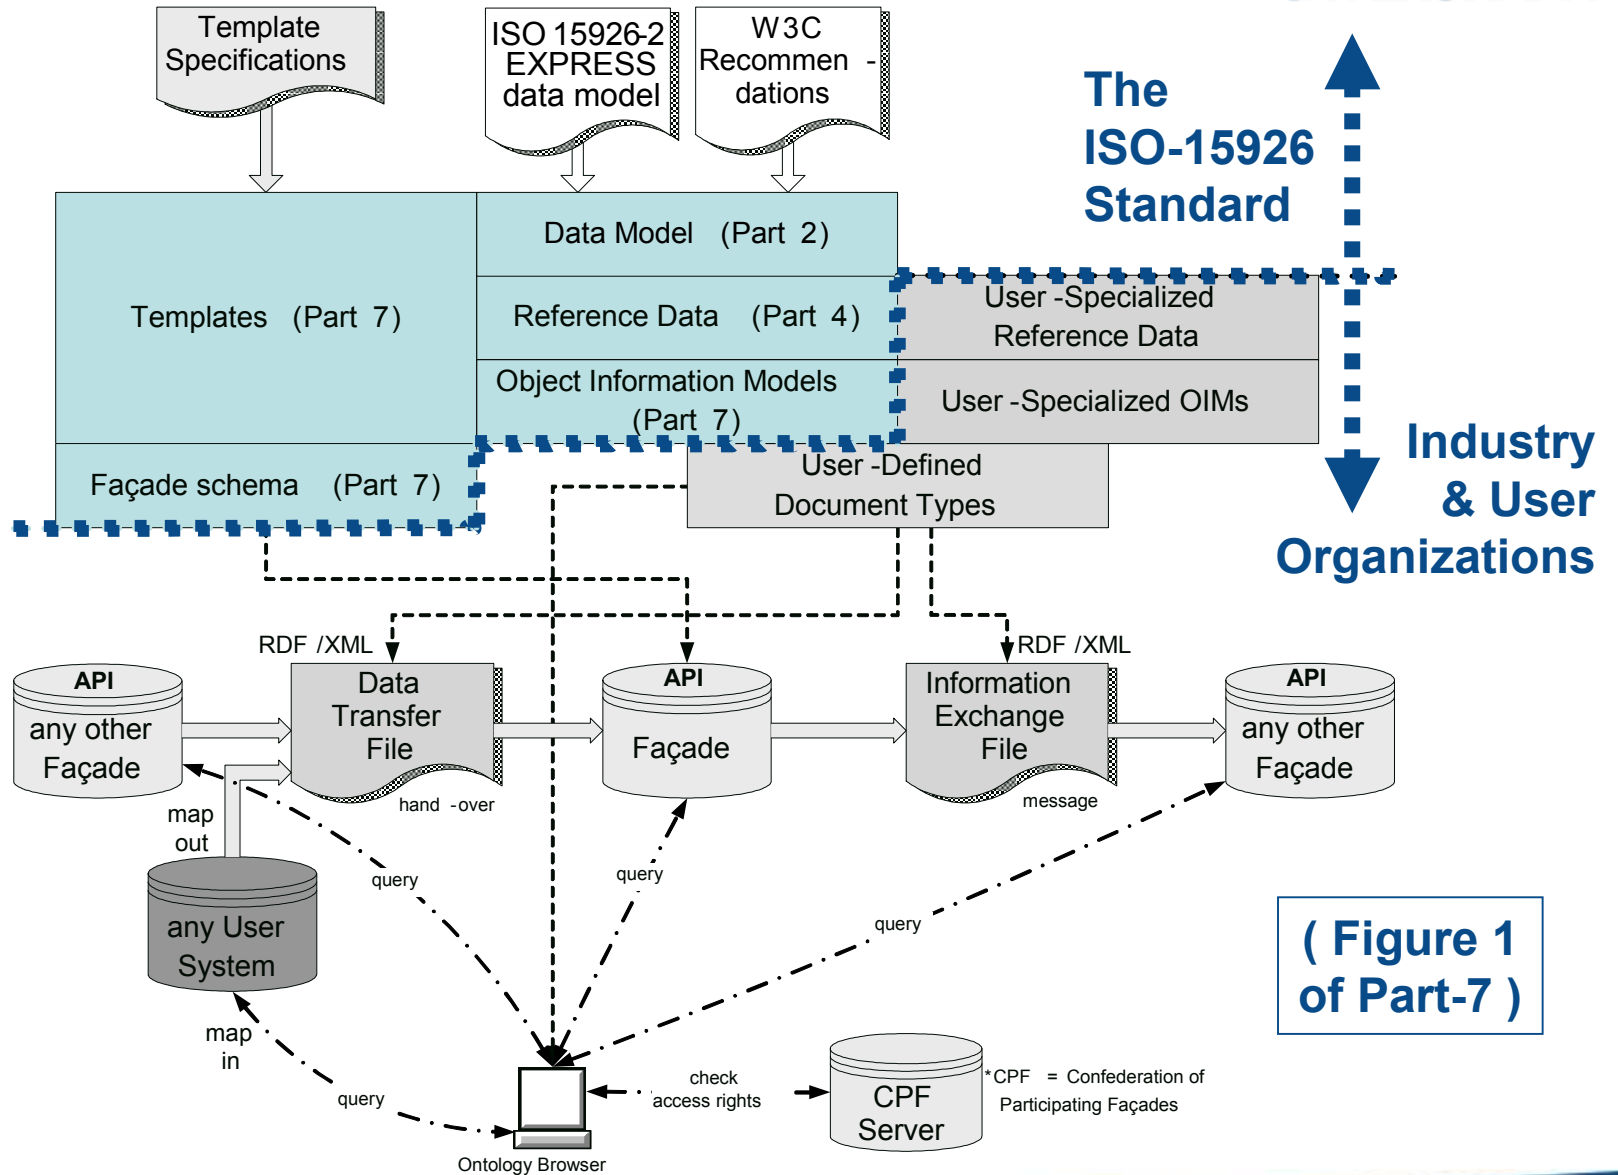 Template
Specifications
ISO 15926-2
EXPRESS
data model
W3C
Recommen -
dations
The
ISO-15926
Standard
Data Model (Part 2)
Templates (Part 7)
Reference Data (Part 4)
User -Specialized
Reference Data
Object Information Models
(Part 7)
User -Specialized OIMs
Industry
& User
Organizations
Façade schema (Part 7)
User -Defined
Document Types
RDF /XML
RDF /XML
API
any other
Façade
Data
Transfer
File
API
Façade
Information
Exchange
File
API
any other
Façade
hand -over
message
map
out
query
query
query
any User
System
( Figure 1
of Part-7 )
map
in
query
check
access rights
CPF
Server
*CPF = Confederation of
Participating Façades
Ontology Browser